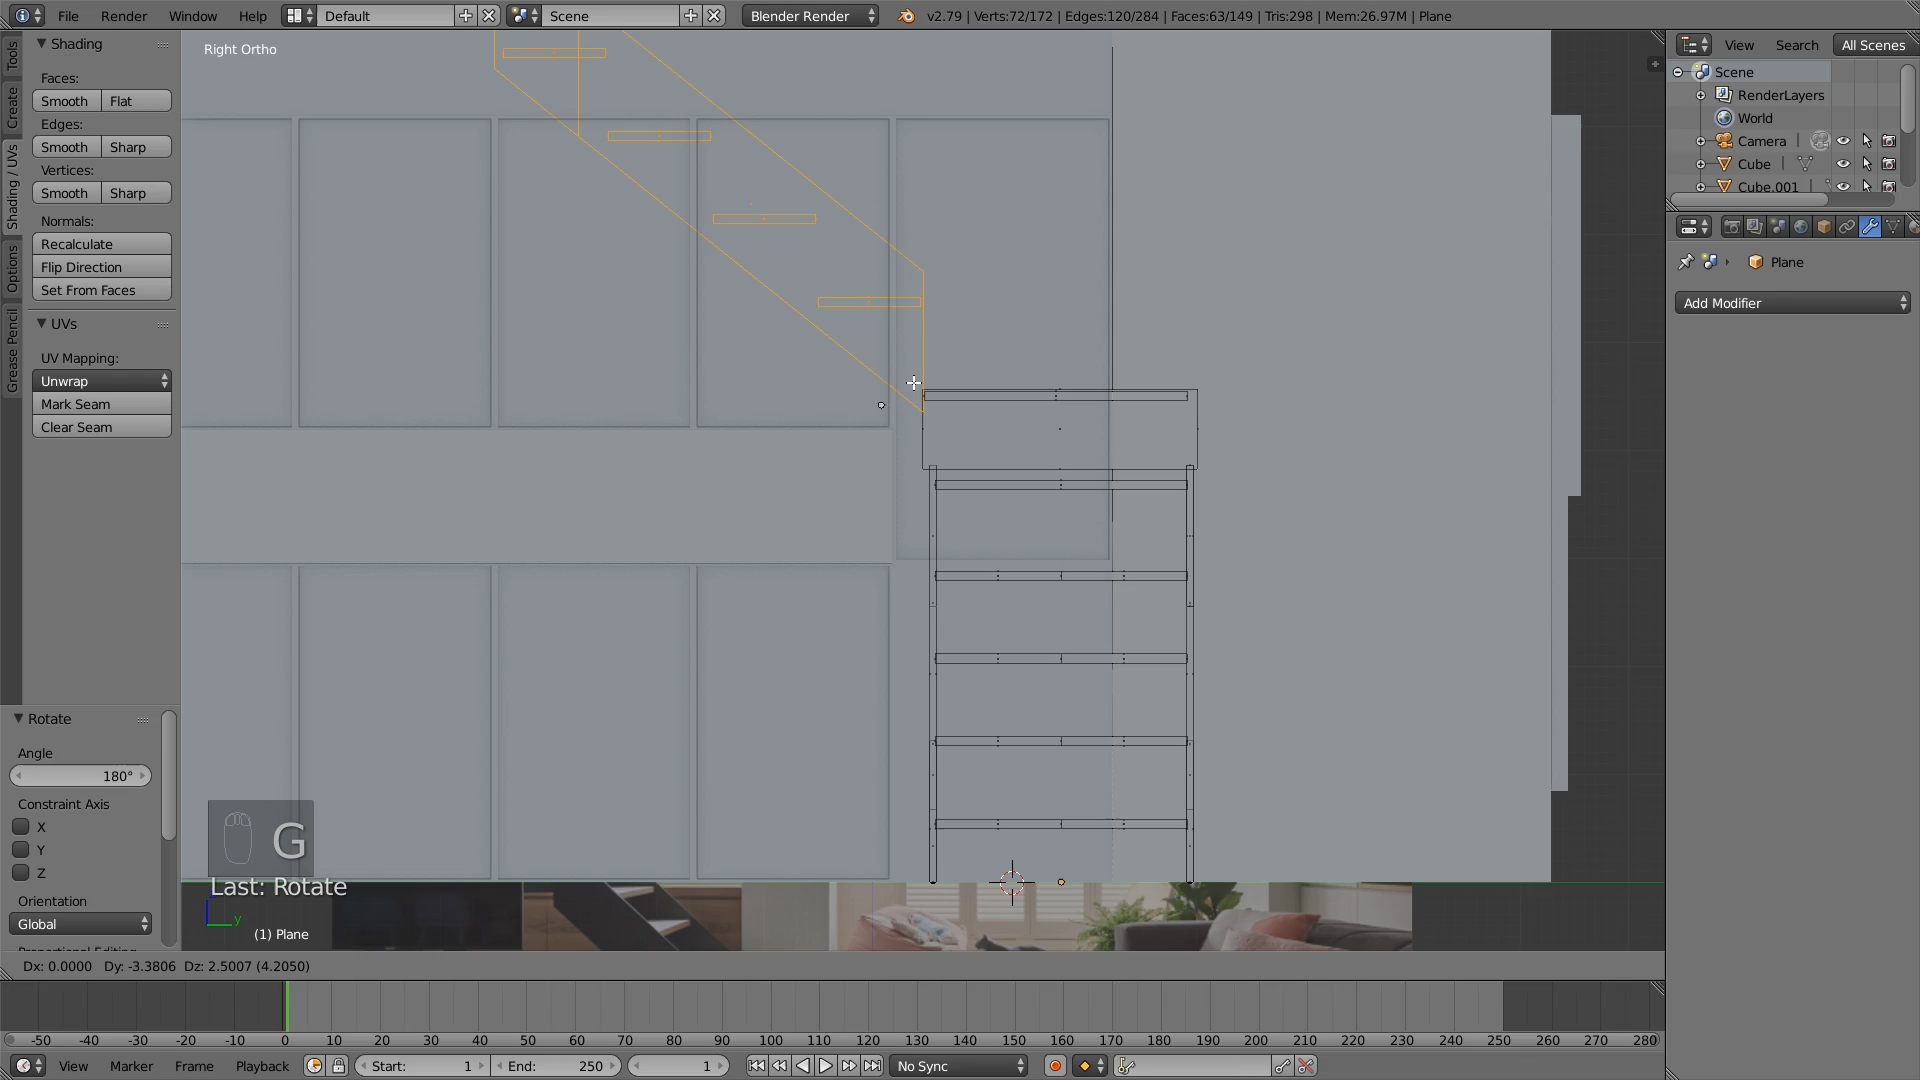 File Render Window Help Default Scene Blender Render v2.79 | Verts:72/172 | Edges:120/284 | Faces:63/149 | Tris:298 | Mem:26.97M | Plane
Tools
Create
Shading / UVs
Options
Grease Pencil
Shading
Faces:
Smooth Flat
Edges:
Smooth Sharp
Vertices:
Smooth Sharp
Normals:
Recalculate
Flip Direction
Set From Faces
UVs
UV Mapping:
Unwrap
Mark Seam
Clear Seam
Rotate
Angle
180°
Constraint Axis
X
Y
Z
Orientation
Global
Right Ortho
G
Last: Rotate
y
(1) Plane
Dx: 0.0000 Dy: -3.3806 Dz: 2.5007 (4.2050)
View Search All Scenes
Scene
RenderLayers
World
Camera
Cube
Cube.001
Plane
Add Modifier
-50 -40 -30 -20 -10 0 10 20 30 40 50 60 70 80 90 100 110 120 130 140 150 160 170 180 190 200 210 220 230 240 250 260 270 280
View Marker Frame Playback Start: 1 End: 250 1 No Sync